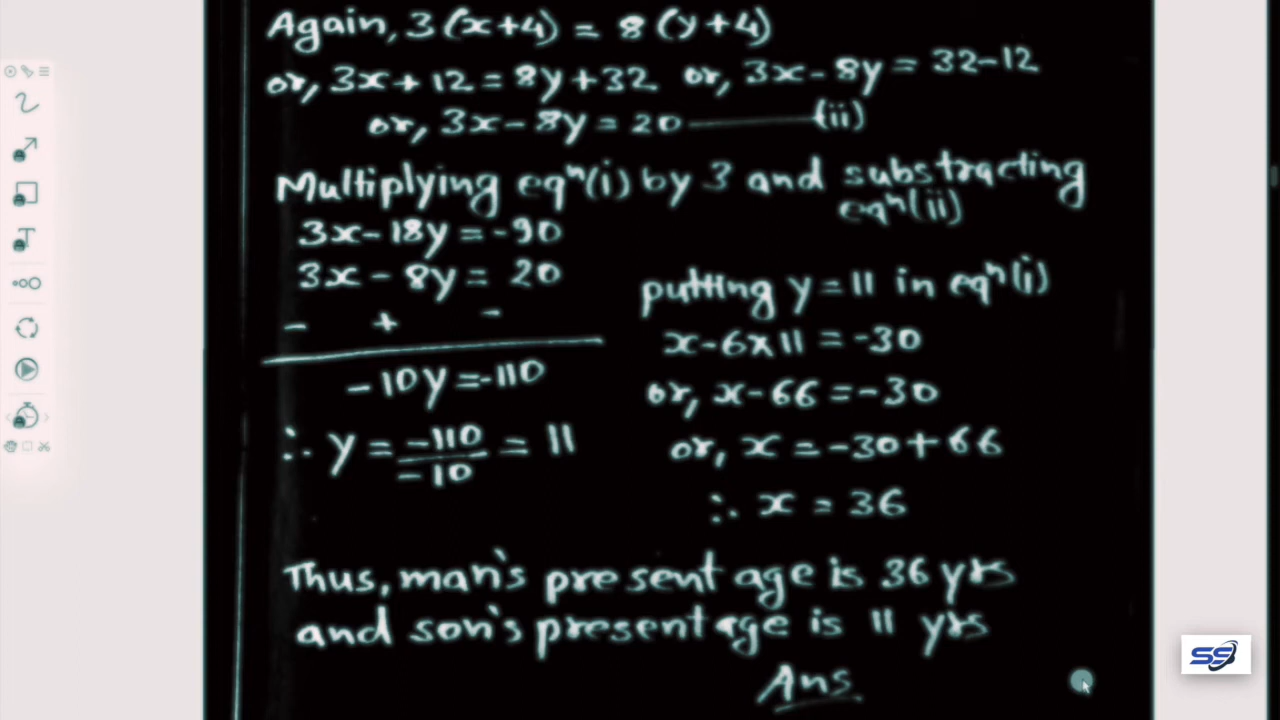 Again, 3(x+4) = 8(y+4)
or, 3x+12=8y+32 or, 3x-8y=32-12
or, 3x-8y=20 —— (ii)
Multiplying eqⁿ(i) by 3 and substracting
eqⁿ(ii)
3x-18y=-90
3x-8y=20
- + -
-10y=-110
∴ y = -110/-10 = 11
putting y=11 in eqⁿ(i)
x-6x11=-30
or, x-66=-30
or, x=-30+66
∴ x = 36
Thus, man's present age is 36 yrs
and son's present age is 11 yrs
Ans
SS